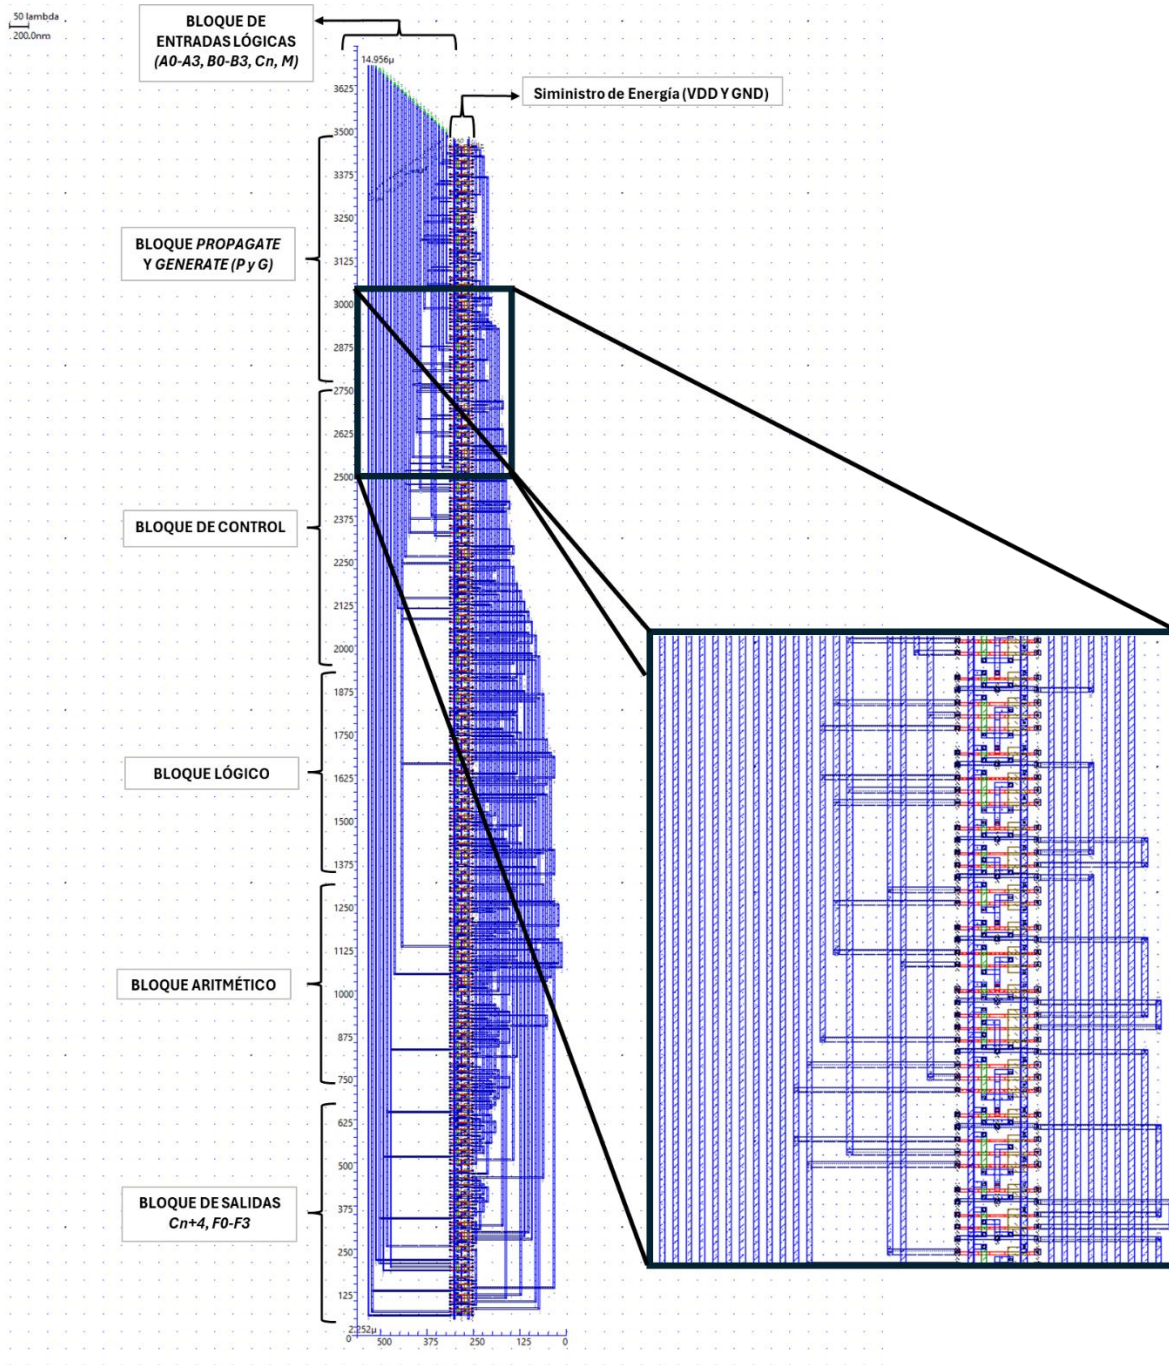 50 lambda
200.0nm
BLOQUE DE
ENTRADAS LÓGICAS
(A0-A3, B0-B3, Cn, M)
14.956μ
Siministro de Energía (VDD Y GND)
3625
3500
3375
3250
BLOQUE PROPAGATE
Y GENERATE (P y G)
3125
3000
2875
2750
2625
2500
2375
BLOQUE DE CONTROL
2250
2125
2000
1875
1750
BLOQUE LÓGICO
1625
1500
1375
1250
1125
BLOQUE ARITMÉTICO
1000
875
750
625
500
375
BLOQUE DE SALIDAS
Cn+4, F0-F3
250
125
2.252μ
0
500
375
250
125
0